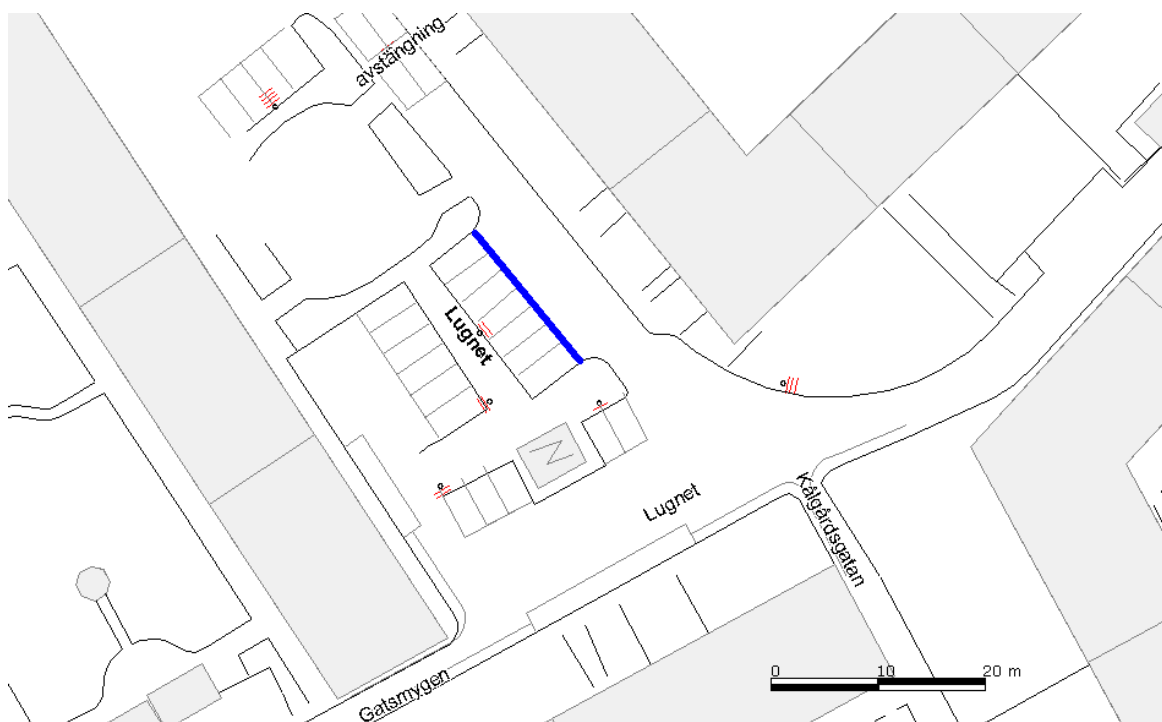 avstängning
Lugnet
Lugnet
Kålgårdsgatan
Gatsmygen
0 10 20 m